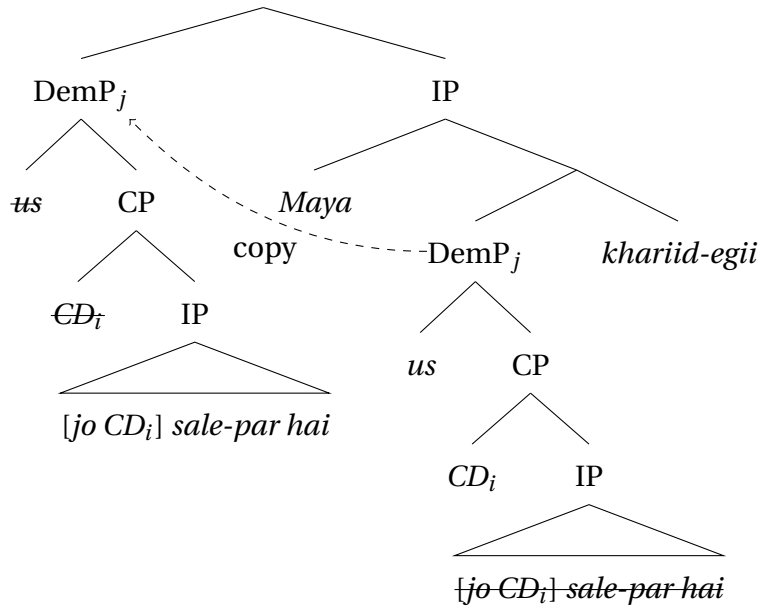 DemP_j IP
us CP Maya
copy DemP_j khariid-egii
CD_i IP
us CP
[jo CD_i] sale-par hai
CD_i IP
[jo CD_i] sale-par hai